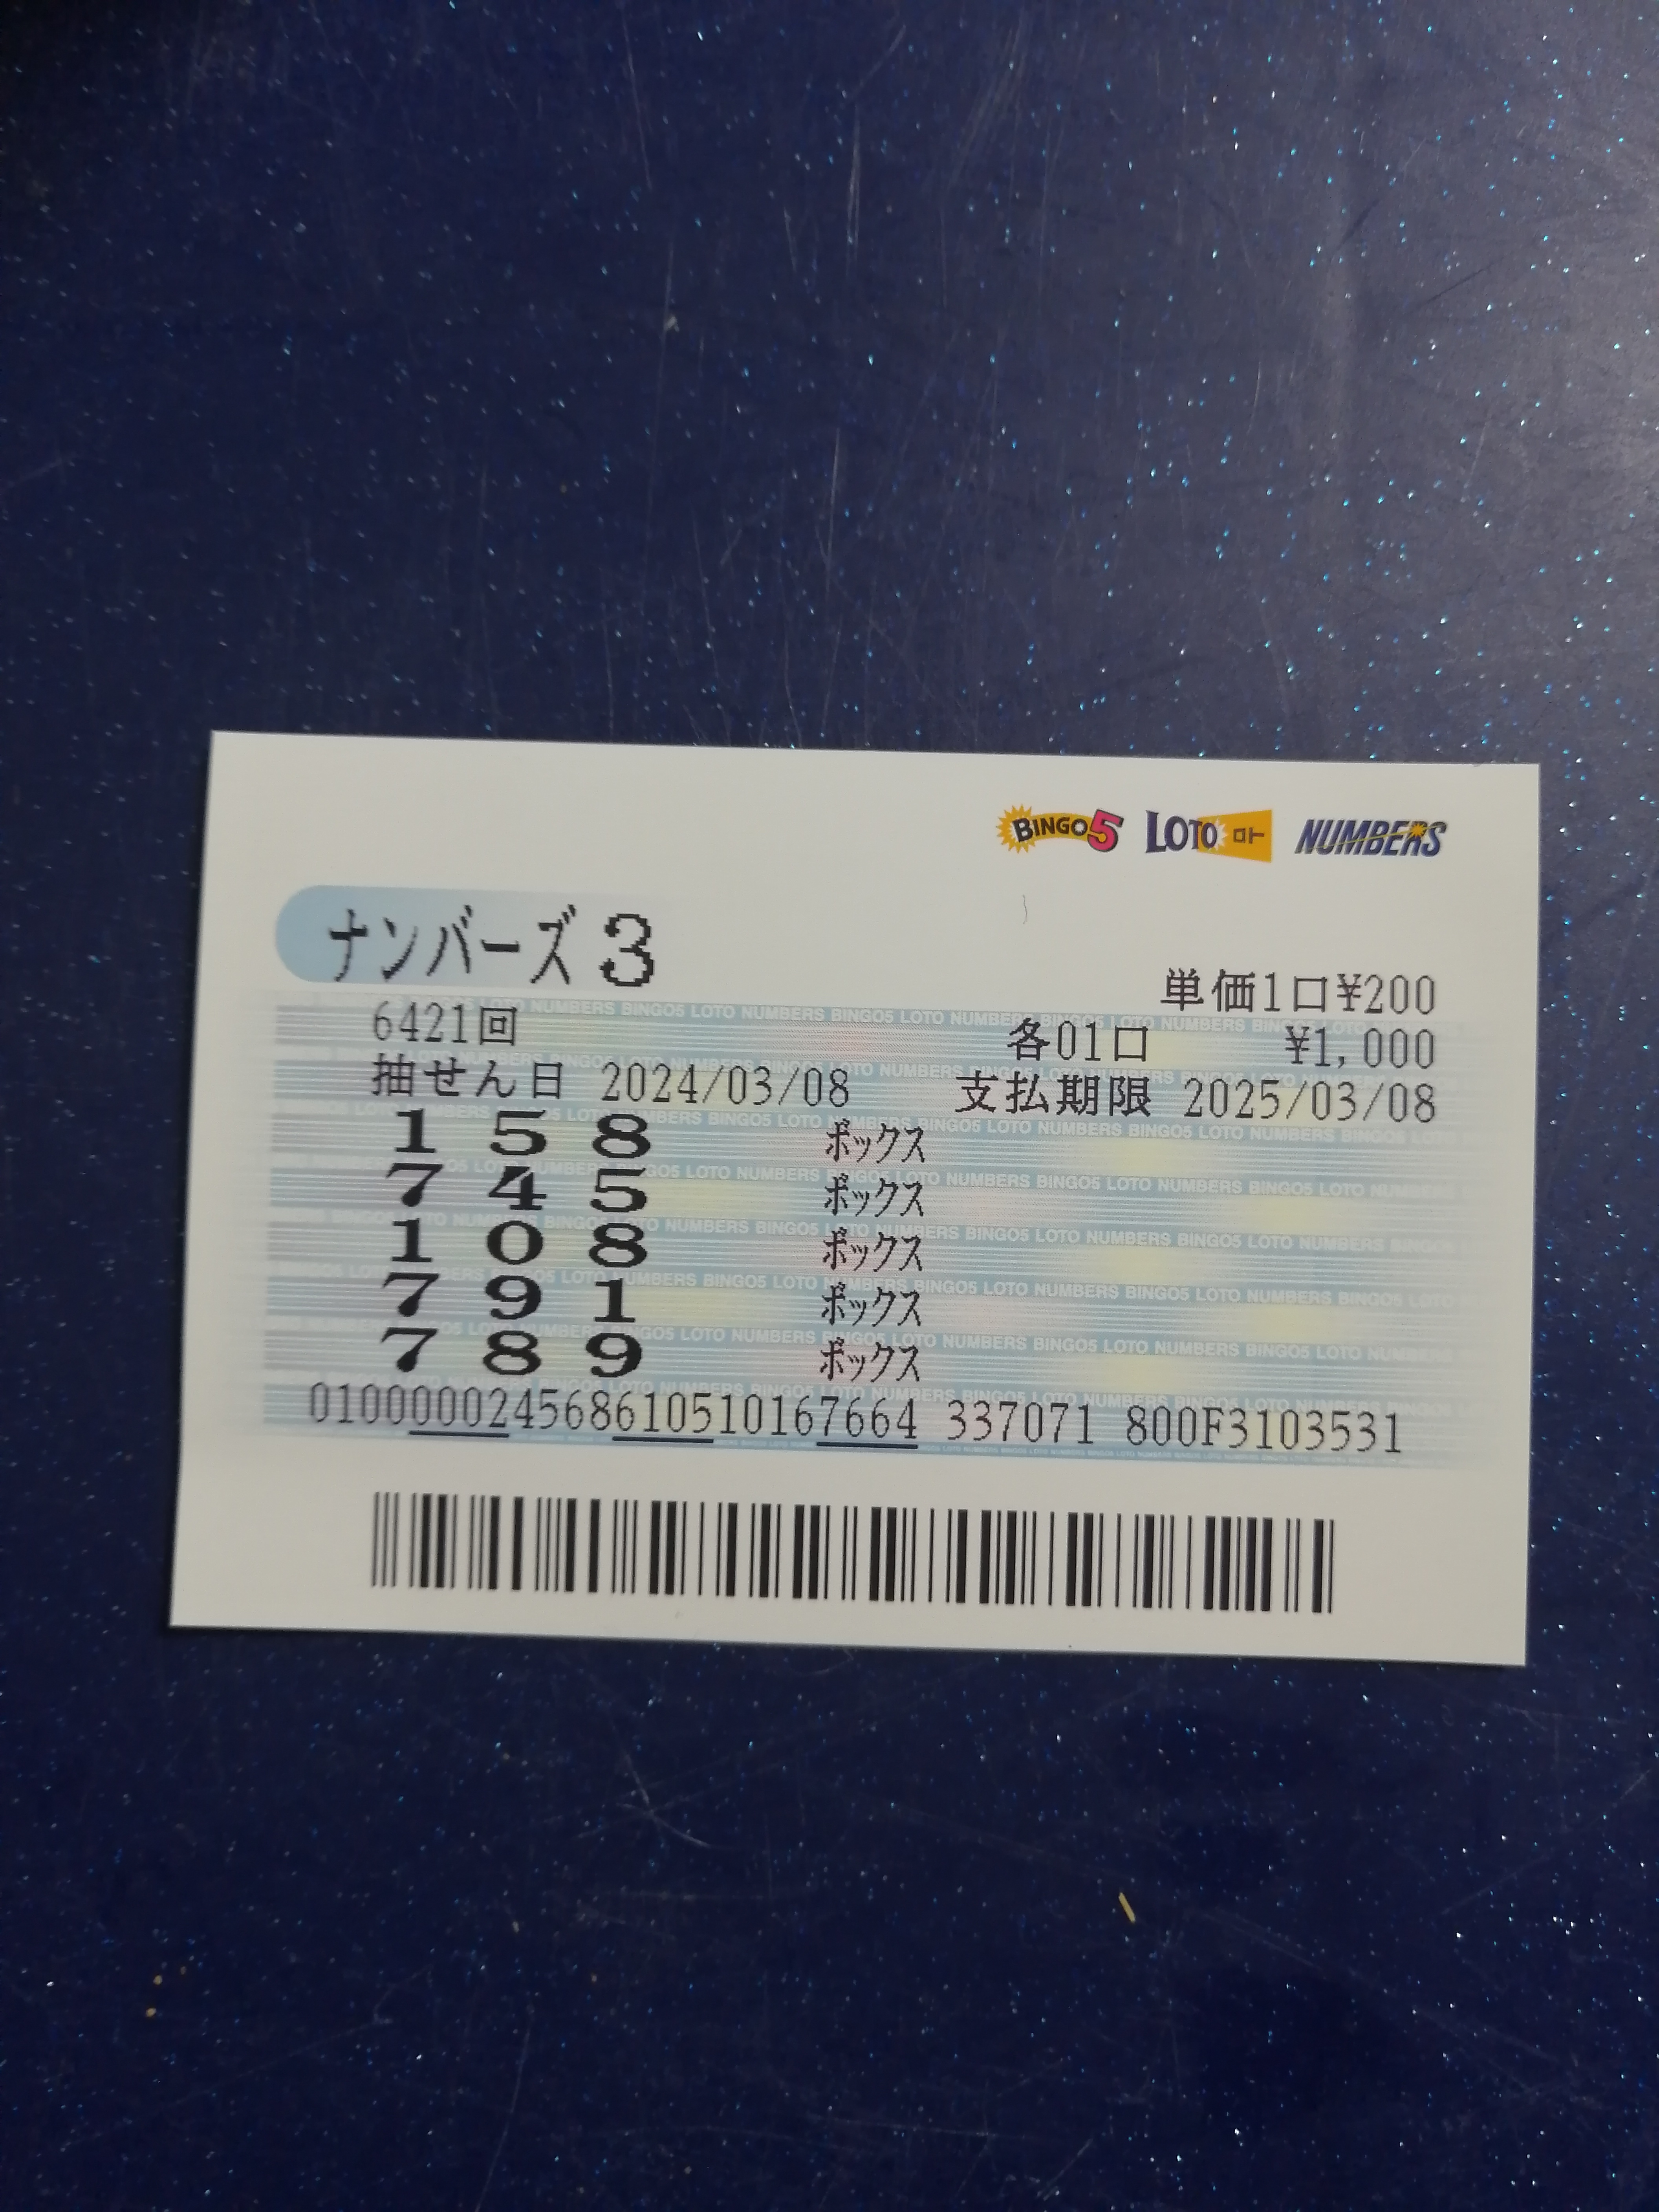 BINGO5 LOTO ロト NUMBERS
ナンバーズ3
単価1口¥200
6421回 各01口 ¥1,000
抽せん日 2024/03/08 支払期限 2025/03/08
1 5 8 ボックス
7 4 5 ボックス
1 0 8 ボックス
7 9 1 ボックス
7 8 9 ボックス
010000024568610510167664 337071 800F3103531